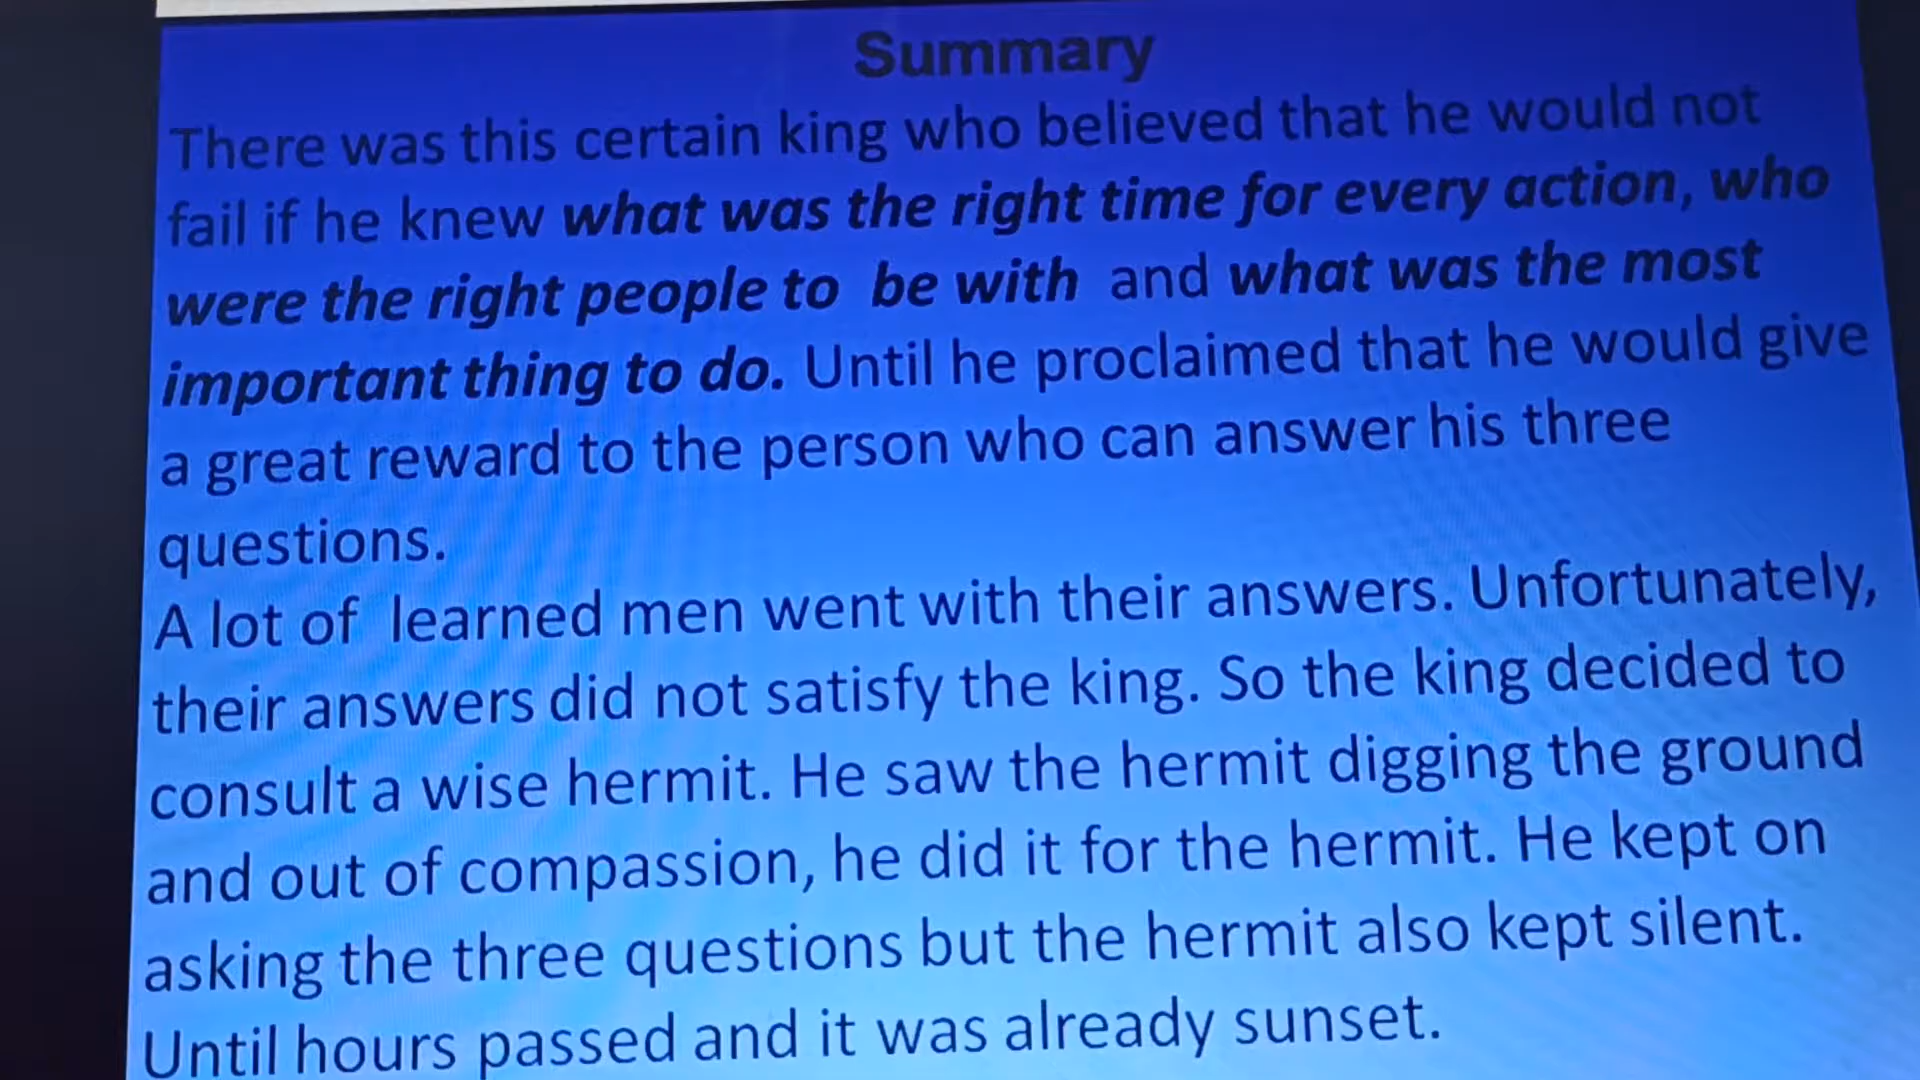 Summary
There was this certain king who believed that he would not
fail if he knew what was the right time for every action, who
were the right people to be with and what was the most
important thing to do. Until he proclaimed that he would give
a great reward to the person who can answer his three
questions.
A lot of learned men went with their answers. Unfortunately,
their answers did not satisfy the king. So the king decided to
consult a wise hermit. He saw the hermit digging the ground
and out of compassion, he did it for the hermit. He kept on
asking the three questions but the hermit also kept silent.
Until hours passed and it was already sunset.